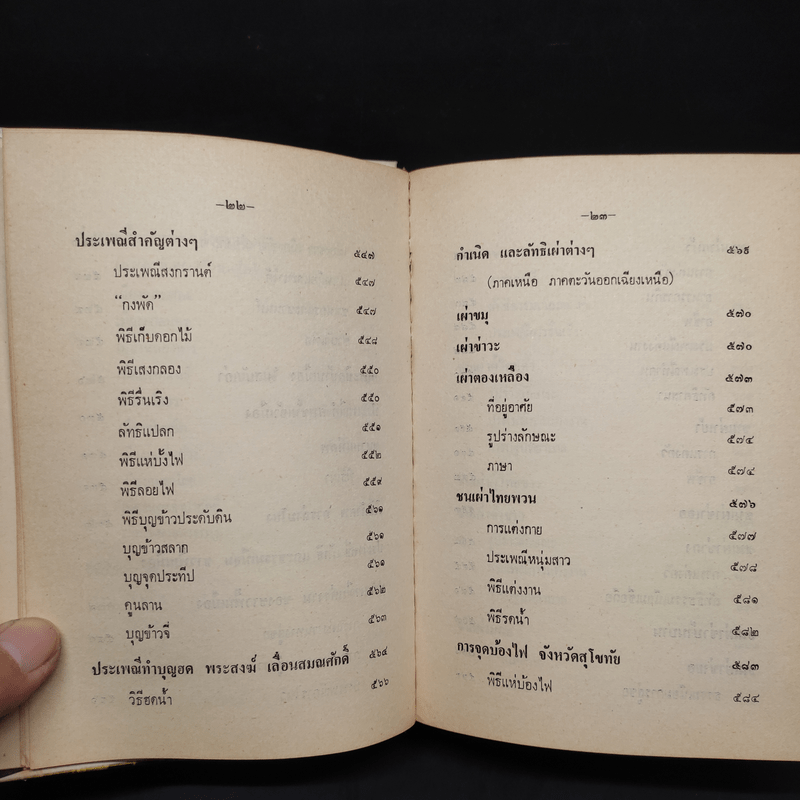 —๒๒—
ประเพณีสำคัญต่างๆ ๕๔๗
ประเพณีสงกรานต์ ๕๔๗
“กงพัด” ๕๔๗
พิธีเก็บดอกไม้ ๕๔๘
พิธีเสงกลอง ๕๕๐
พิธีรื่นเริง ๕๕๐
ลัทธิแปลก ๕๕๑
พิธีแห่บั้งไฟ ๕๕๒
พิธีลอยไฟ ๕๕๙
พิธีบุญข้าวประดับดิน ๕๖๑
บุญข้าวสลาก ๕๖๑
บุญจุดประทีป ๕๖๑
คูนลาน ๕๖๒
บุญข้าวจี่ ๕๖๓
ประเพณีทำบุญฮด พระสงฆ์ เลื่อนสมณศักดิ์ ๕๖๔
วิธีฮดน้ำ ๕๖๖
—๒๓—
กำเนิด และลัทธิเผ่าต่างๆ ๕๖๙
(ภาคเหนือ ภาคตะวันออกเฉียงเหนือ)
เผ่าขมุ ๕๗๐
เผ่าข่าวะ ๕๗๐
เผ่าตองเหลือง ๕๗๓
ที่อยู่อาศัย ๕๗๓
รูปร่างลักษณะ ๕๗๔
ภาษา ๕๗๔
ชนเผ่าไทยพวน ๕๗๖
การแต่งกาย ๕๗๗
ประเพณีหนุ่มสาว ๕๗๘
พิธีแต่งงาน ๕๘๑
พิธีรดน้ำ ๕๘๒
การจุดบ้องไฟ จังหวัดสุโขทัย ๕๘๓
พิธีแห่บ้องไฟ ๕๘๔